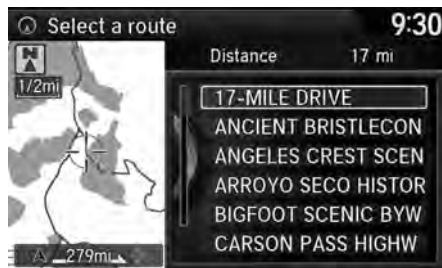 Select a route
9:30
N
1/2mi
Distance 17 mi
17-MILE DRIVE
ANCIENT BRISTLECON
ANGELES CREST SCEN
ARROYO SECO HISTOR
BIGFOOT SCENIC BYW
CARSON PASS HIGHW
279mi